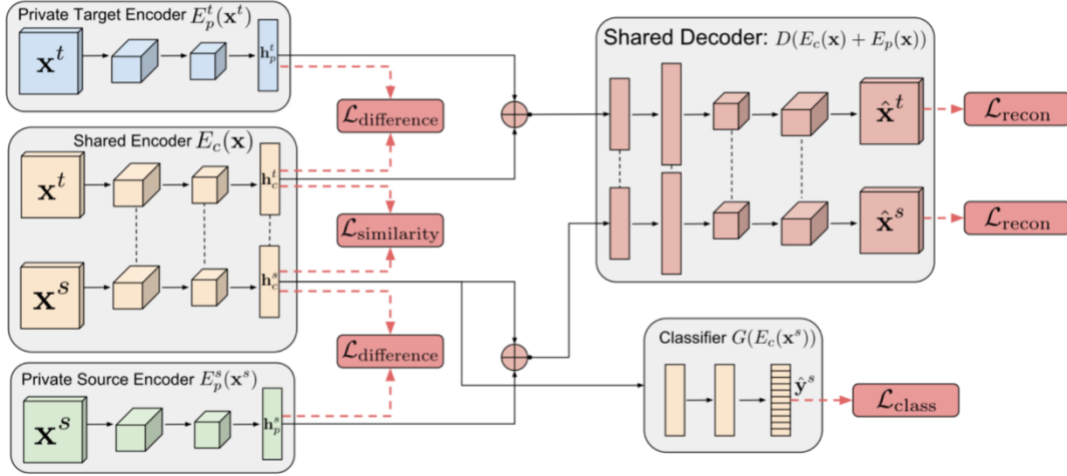 Private Target Encoder E_p^t(x^t)
x^t
h_p^t
Shared Encoder E_c(x)
x^t
h_c^t
x^s
h_c^s
Private Source Encoder E_p^s(x^s)
x^s
h_p^s
ℒ_difference
ℒ_similarity
ℒ_difference
Shared Decoder: D(E_c(x) + E_p(x))
x̂^t
ℒ_recon
x̂^s
ℒ_recon
Classifier G(E_c(x^s))
ŷ^s
ℒ_class